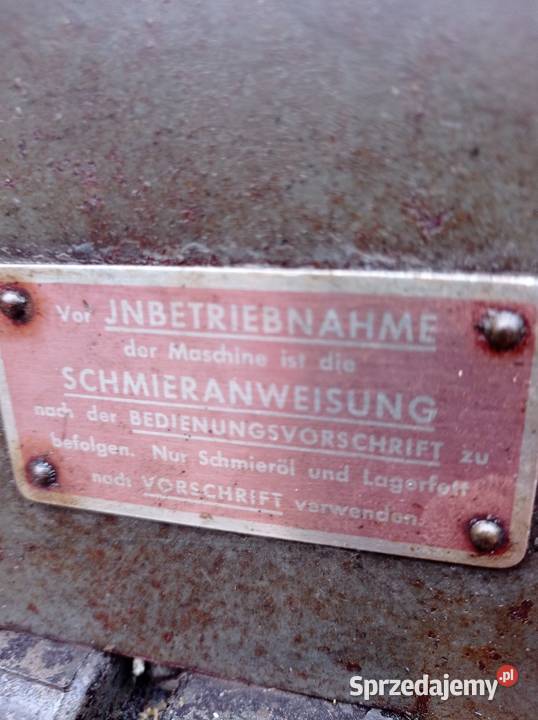 Vor JNBETRIEBNAHME
der Maschine ist die
SCHMIERANWEISUNG
nach der BEDIENUNGSVORSCHRIFT zu
befolgen. Nur Schmieröl und Lagerfett
nach VORSCHRIFT verwenden.
Sprzedajemy.pl